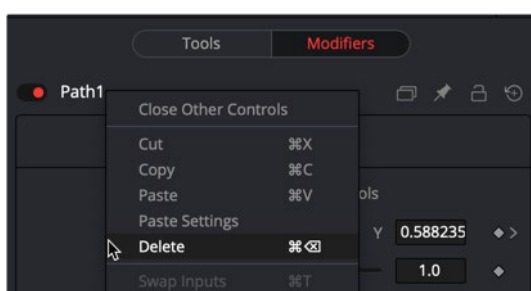 Tools Modifiers
Path1
Close Other Controls
Cut ⌘X
Copy ⌘C
Paste ⌘V
ols
Paste Settings
Y 0.588235
Delete ⌘⌫
1.0
Swap Inputs ⌘T